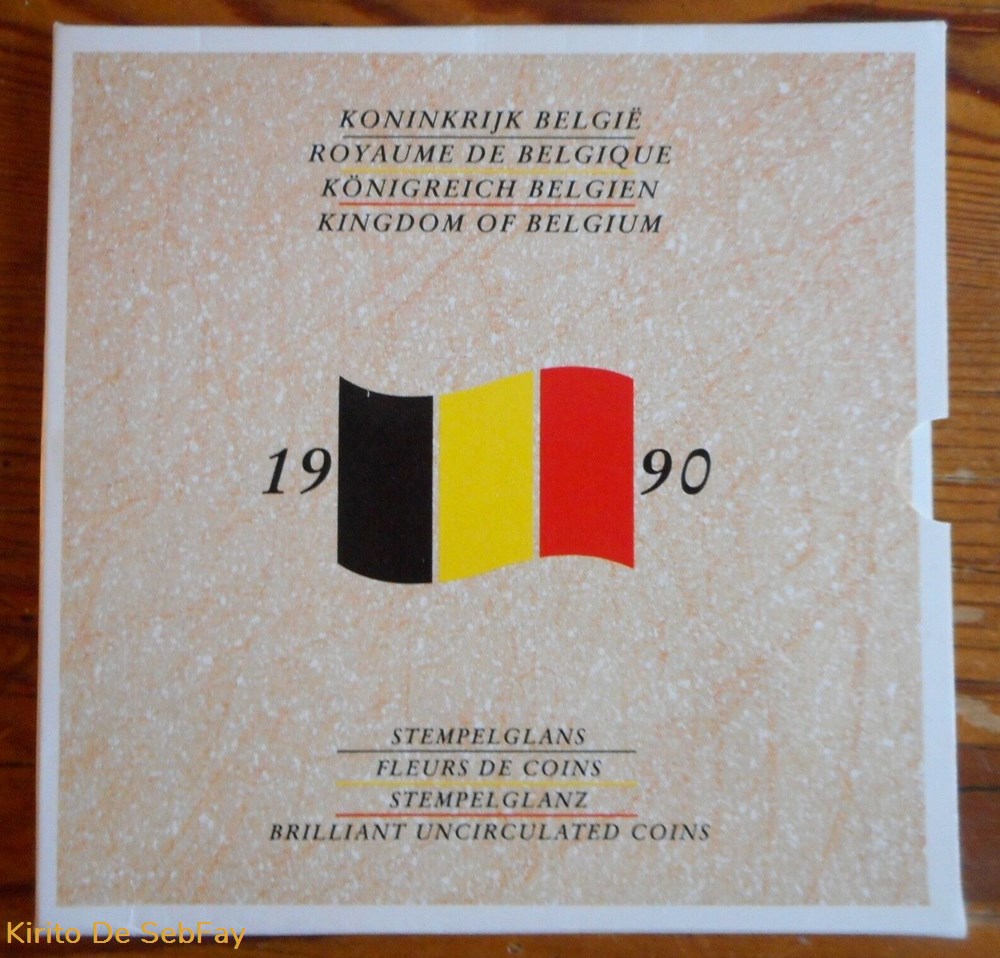 KONINKRIJK BELGIË
ROYAUME DE BELGIQUE
KÖNIGREICH BELGIEN
KINGDOM OF BELGIUM
19 90
STEMPELGLANS
FLEURS DE COINS
STEMPELGLANZ
BRILLIANT UNCIRCULATED COINS
Kirito De SebFay